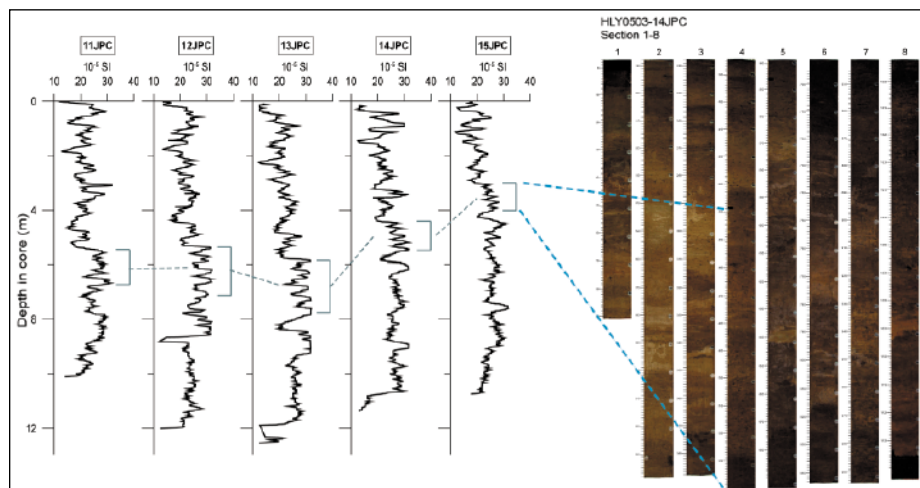 HLY0503-14JPC
Section 1-8
1 2 3 4 5 6 7 8
11JPC 12JPC 13JPC 14JPC 15JPC
10⁻⁵ SI 10⁻⁵ SI 10⁻⁵ SI 10⁻⁵ SI 10⁻⁵ SI
10 20 30 40 10 20 30 40 10 20 30 40 10 20 30 40 10 20 30 40
0
4
8
12
Depth in core (m)